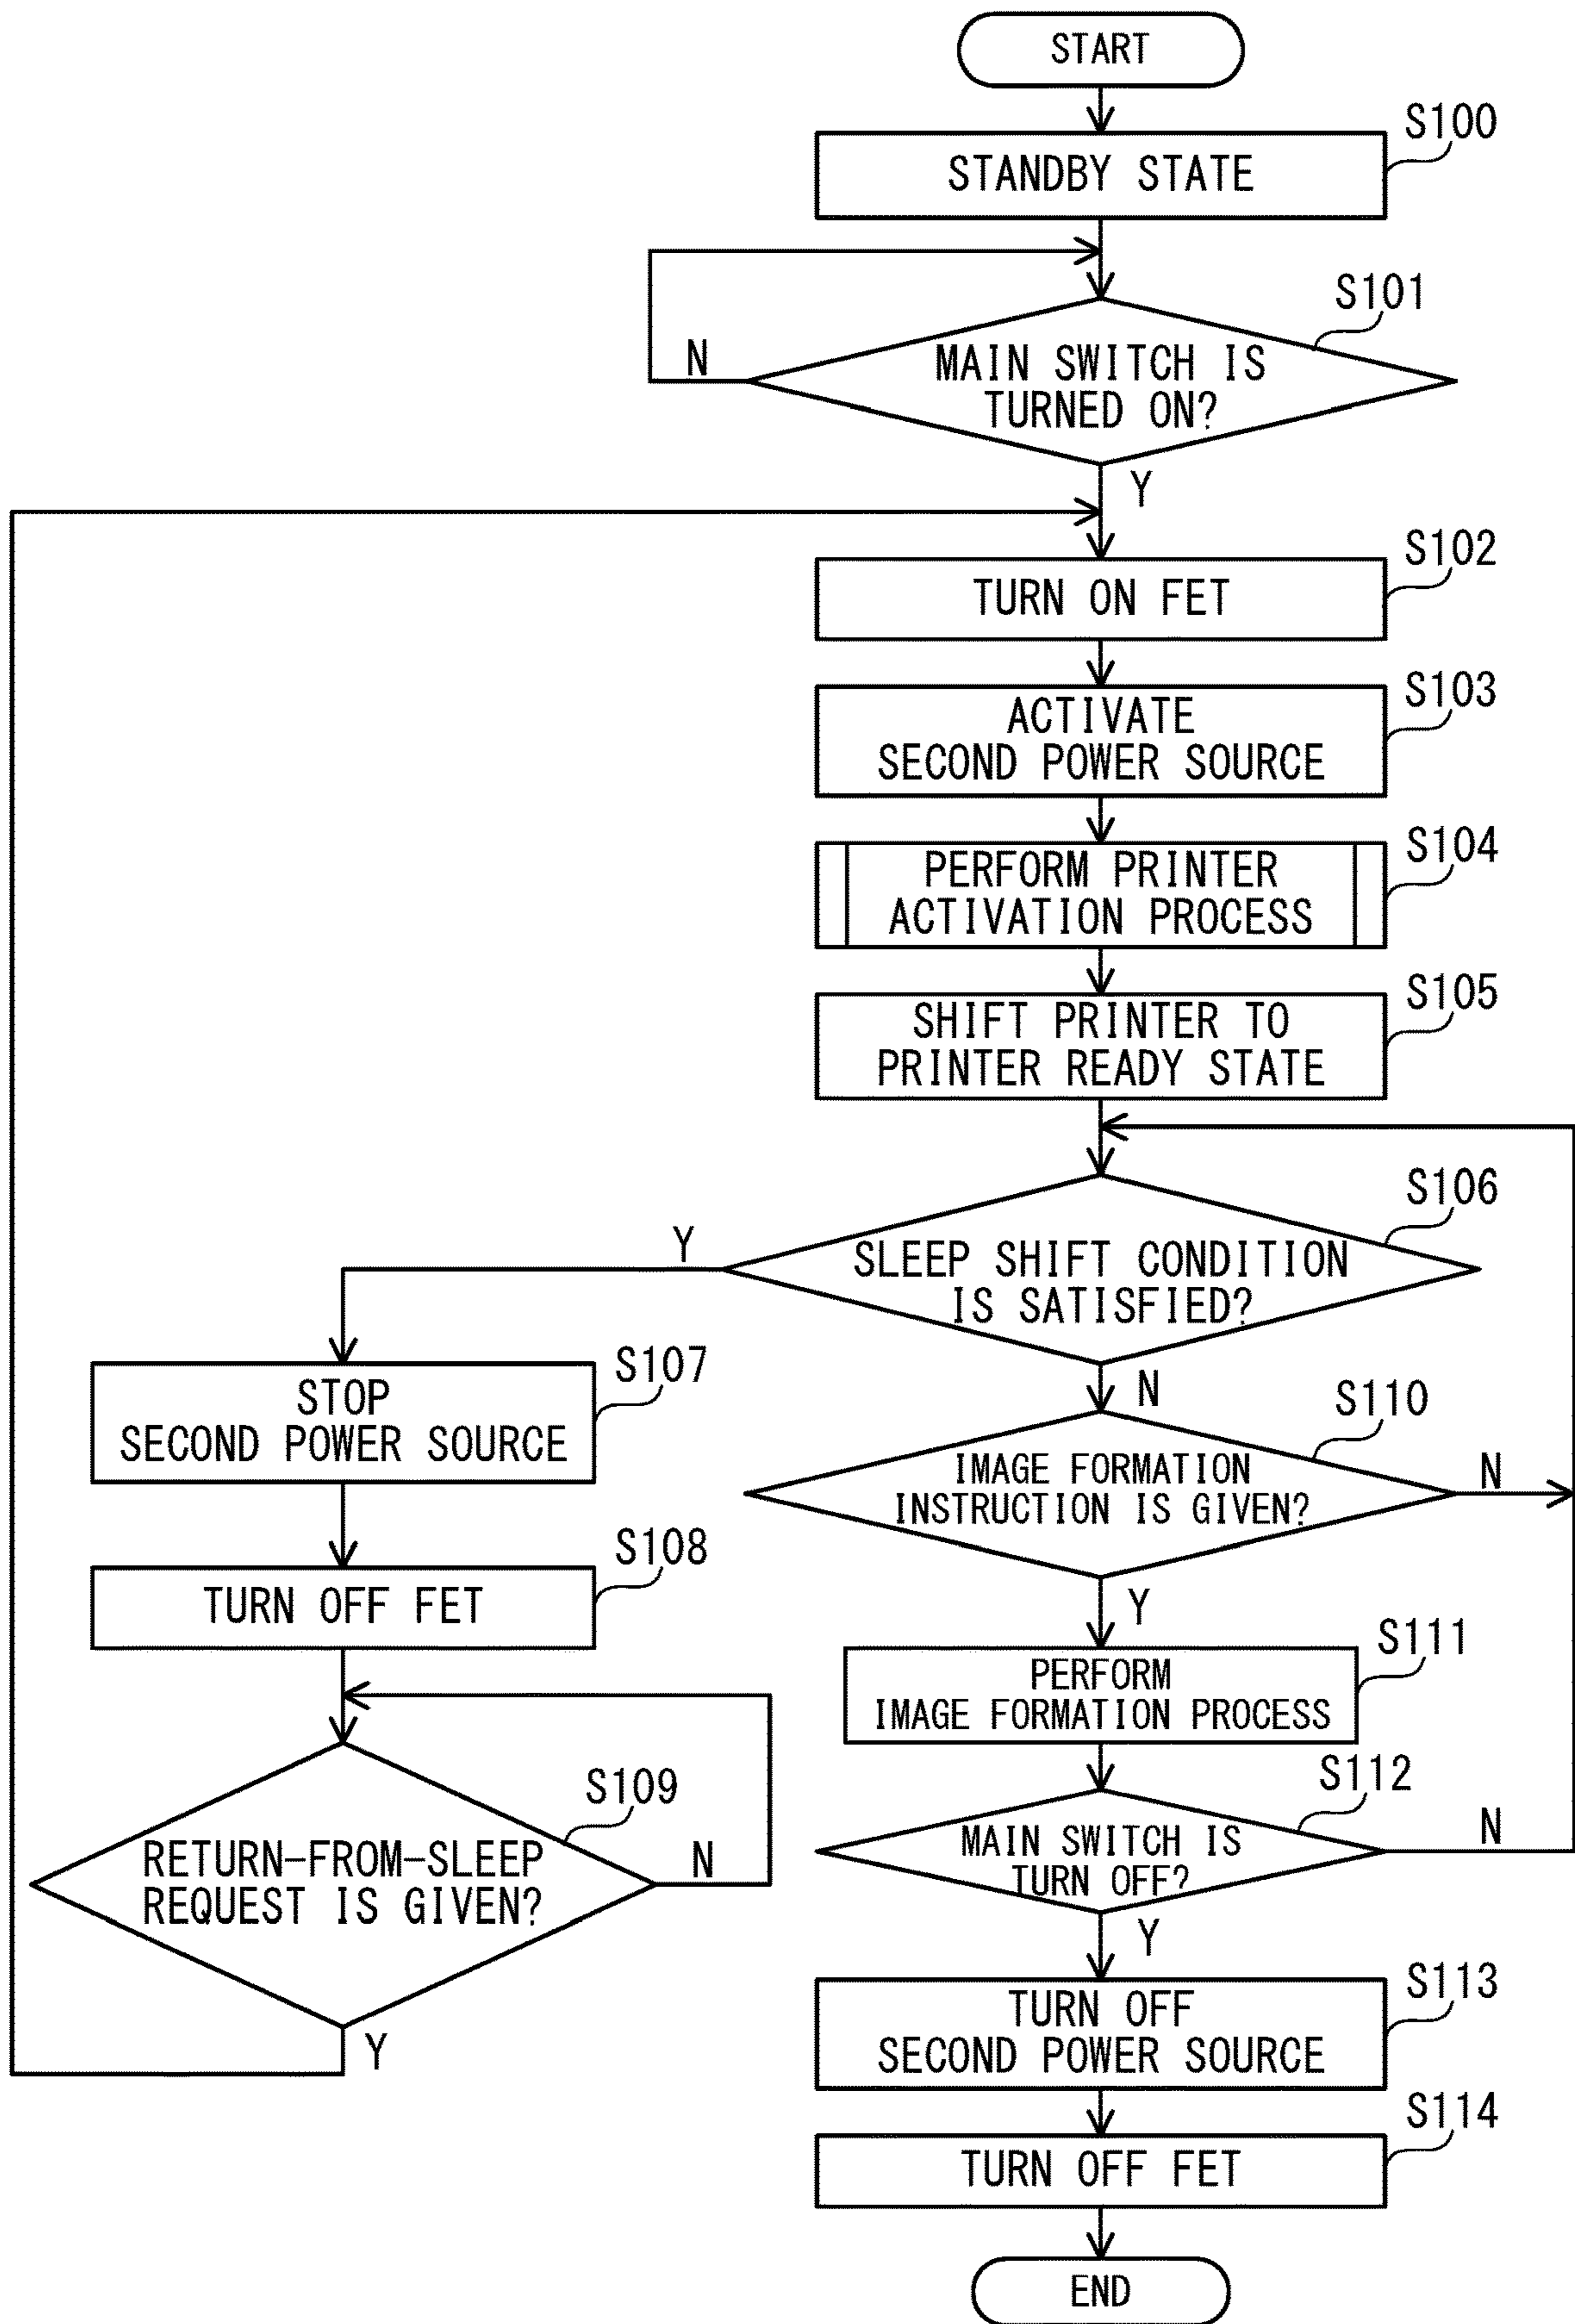 START
S100
STANDBY STATE
S101
MAIN SWITCH IS
TURNED ON?
N
Y
S102
TURN ON FET
S103
ACTIVATE
SECOND POWER SOURCE
S104
PERFORM PRINTER
ACTIVATION PROCESS
S105
SHIFT PRINTER TO
PRINTER READY STATE
S106
SLEEP SHIFT CONDITION
IS SATISFIED?
Y
N
S107
STOP
SECOND POWER SOURCE
S108
TURN OFF FET
S109
RETURN-FROM-SLEEP
REQUEST IS GIVEN?
N
Y
S110
IMAGE FORMATION
INSTRUCTION IS GIVEN?
N
Y
S111
PERFORM
IMAGE FORMATION PROCESS
S112
MAIN SWITCH IS
TURN OFF?
N
Y
S113
TURN OFF
SECOND POWER SOURCE
S114
TURN OFF FET
END